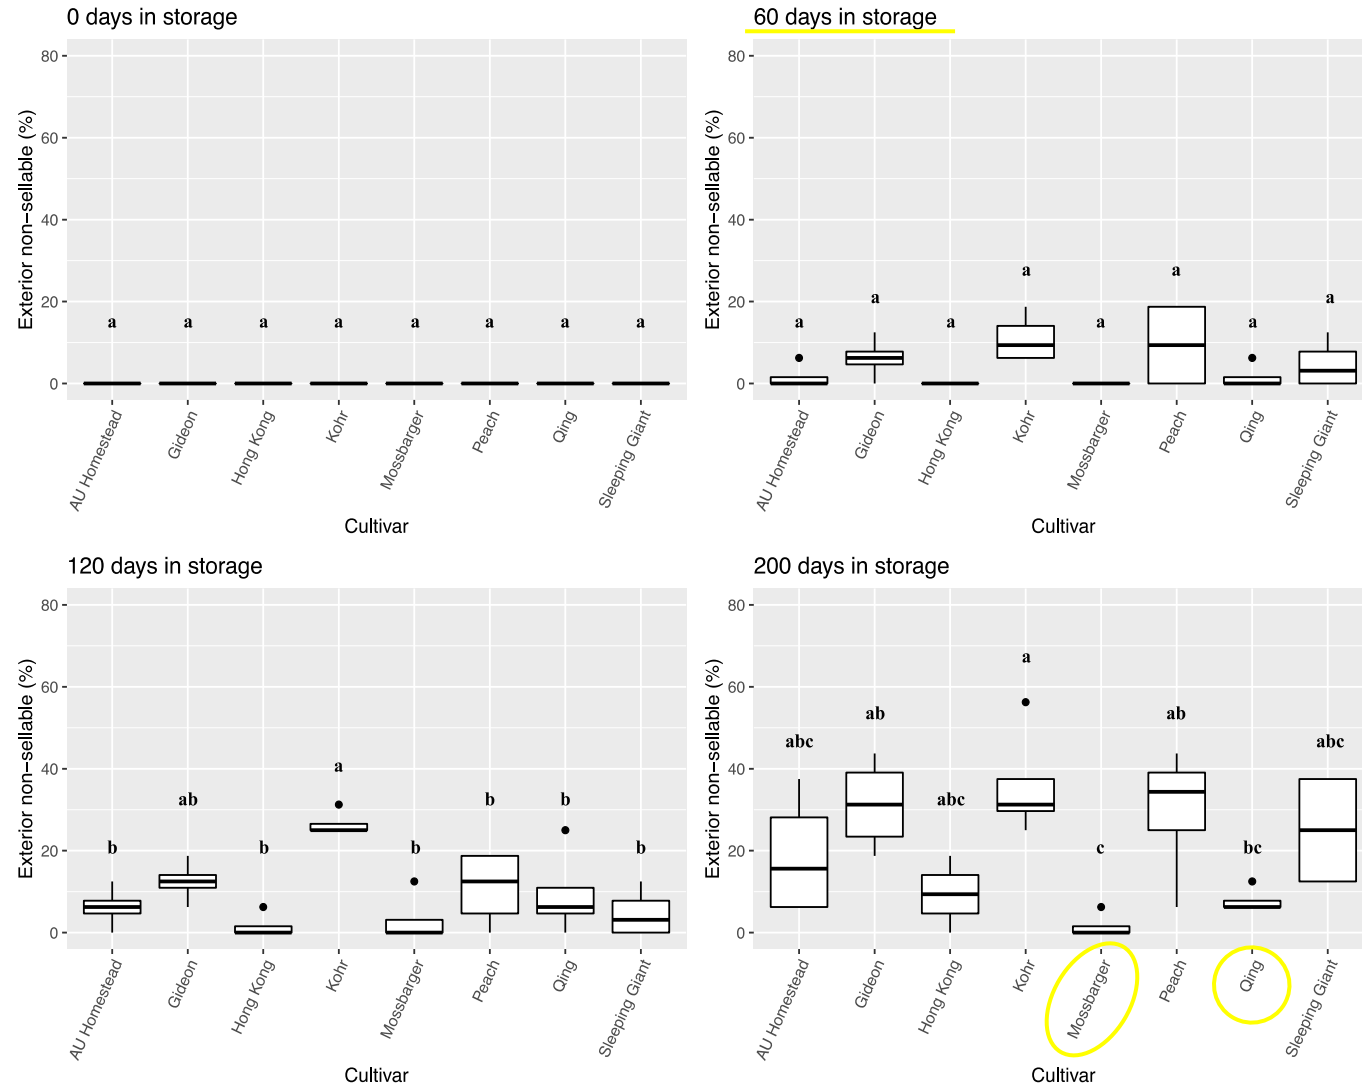 0 days in storage
80
60
40
20
0
Exterior non-sellable (%)
a a a a a a a a
AU Homestead
Gideon
Hong Kong
Kohr
Mossbarger
Peach
Qing
Sleeping Giant
Cultivar
60 days in storage
80
60
40
20
0
Exterior non-sellable (%)
a a a a a a a a
AU Homestead
Gideon
Hong Kong
Kohr
Mossbarger
Peach
Qing
Sleeping Giant
Cultivar
120 days in storage
80
60
40
20
0
Exterior non-sellable (%)
b ab b a b b b b
AU Homestead
Gideon
Hong Kong
Kohr
Mossbarger
Peach
Qing
Sleeping Giant
Cultivar
200 days in storage
80
60
40
20
0
Exterior non-sellable (%)
abc ab abc a c ab bc abc
AU Homestead
Gideon
Hong Kong
Kohr
Mossbarger
Peach
Qing
Sleeping Giant
Cultivar